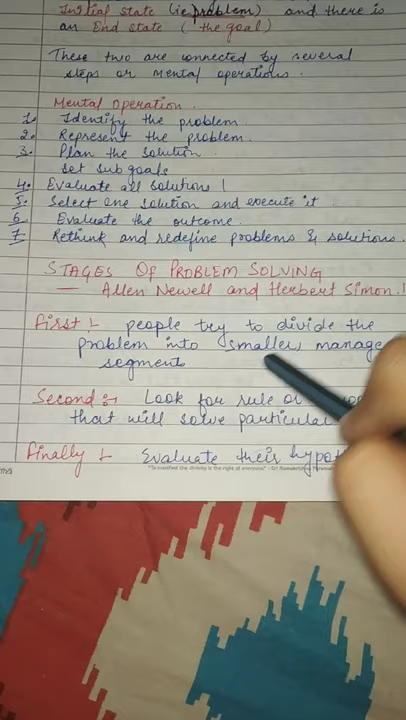 Initial State (ie problem) and there is
an End State ( the goal)
These two are connected by several
steps or mental operations.
Mental Operation
1. Identify the problem
2. Represent the problem.
3. Plan the solution
set sub goals
4. Evaluate all solutions!
5. Select one solution and execute it
6. Evaluate the outcome.
7. Rethink and redefine problems & solutions.
STAGES OF PROBLEM SOLVING
— Allen Newell and Herbert Simon!
First :- people try to divide the
problem into smaller manage
segments
Second :- Look for rule or
that will solve particular
Finally :- Evaluate their hypot